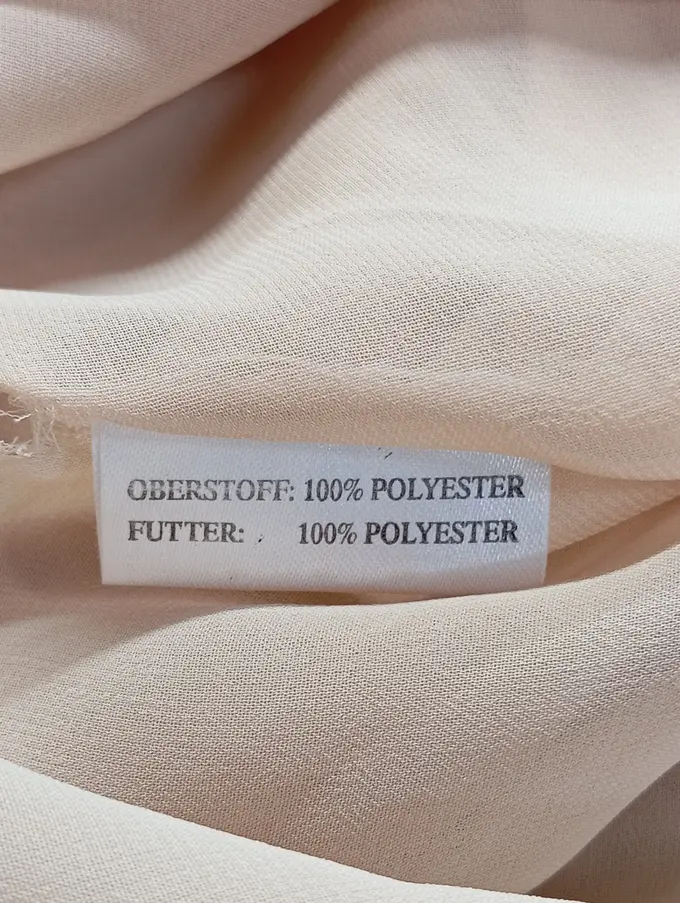 OBERSTOFF: 100% POLYESTER
FUTTER: 100% POLYESTER